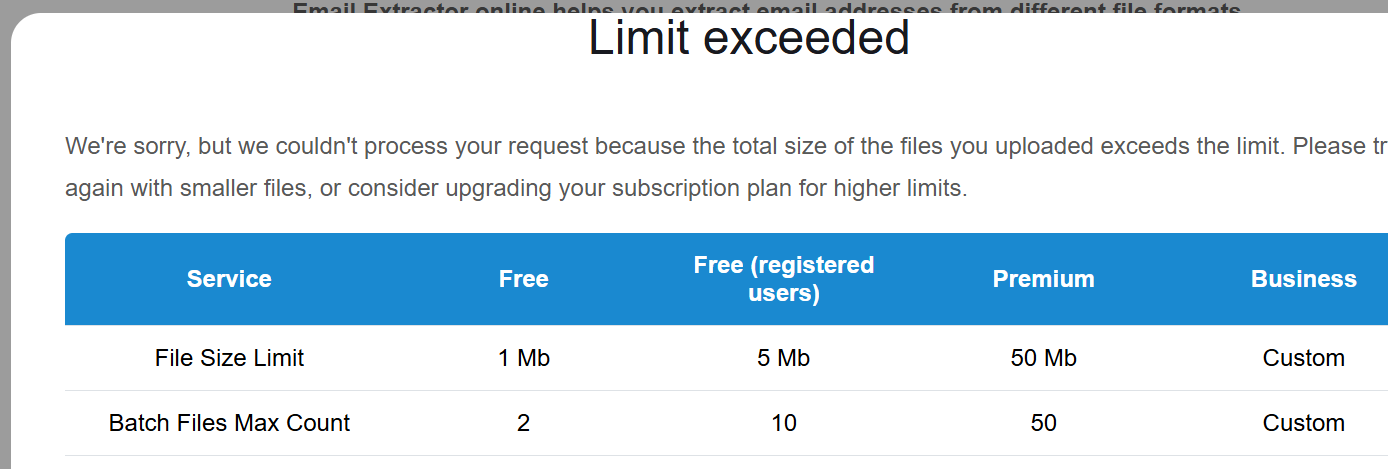 Email Extractor online helps you extract email addresses from different file formats
Limit exceeded
We're sorry, but we couldn't process your request because the total size of the files you uploaded exceeds the limit. Please tr
again with smaller files, or consider upgrading your subscription plan for higher limits.
Service Free Free (registered users) Premium Business
File Size Limit 1 Mb 5 Mb 50 Mb Custom
Batch Files Max Count 2 10 50 Custom